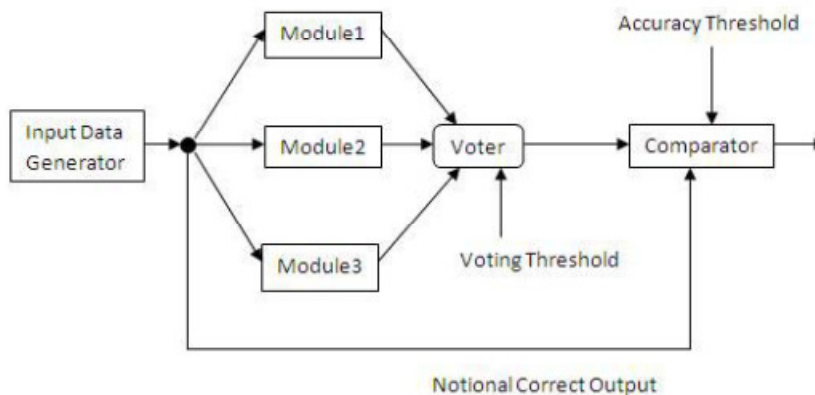 Accuracy Threshold
Module1
Input Data
Generator
Module2
Voter
Comparator
Module3
Voting Threshold
Notional Correct Output